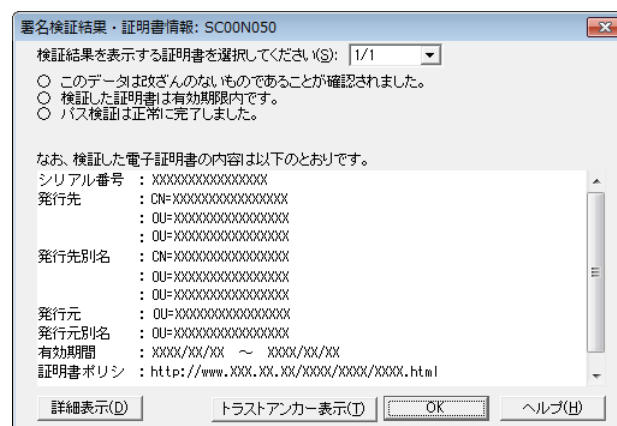 署名検証結果・証明書情報: SC00N050
検証結果を表示する証明書を選択してください(S): 1/1
○ このデータは改ざんのないものであることが確認されました。
○ 検証した証明書は有効期限内です。
○ パス検証は正常に完了しました。
なお、検証した電子証明書の内容は以下のとおりです。
シリアル番号 : XXXXXXXXXXXXXXXX
発行先 : CN=XXXXXXXXXXXXXXXX
: OU=XXXXXXXXXXXXXXXX
: OU=XXXXXXXXXXXXXXXX
発行先別名 : CN=XXXXXXXXXXXXXXXX
: OU=XXXXXXXXXXXXXXXX
: OU=XXXXXXXXXXXXXXXX
発行元 : OU=XXXXXXXXXXXXXXXX
発行元別名 : OU=XXXXXXXXXXXXXXXX
有効期間 : XXXX/XX/XX ～ XXXX/XX/XX
証明書ポリシ : http://www.XXX.XX.XX/XXXX/XXXX/XXXX.html
詳細表示(D) トラストアンカー表示(T) OK ヘルプ(H)